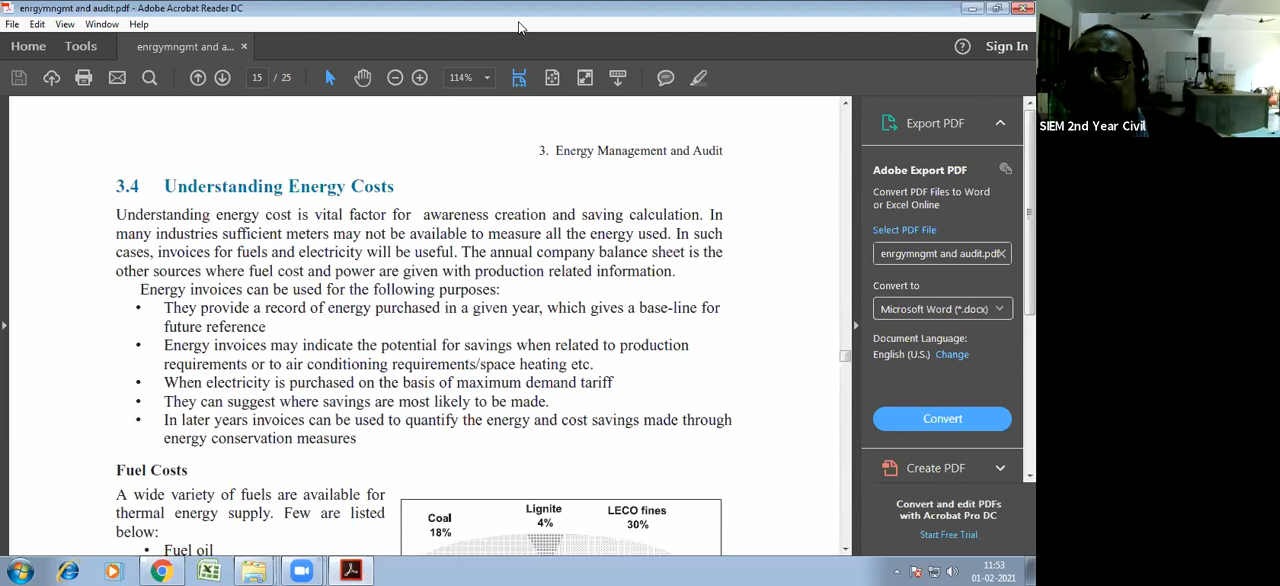 enrgymngmt and audit.pdf - Adobe Acrobat Reader DC
File Edit View Window Help
Home Tools enrgymngmt and a... × Sign In
15 / 25 114%
SIEM 2nd Year Civil
3. Energy Management and Audit
3.4 Understanding Energy Costs
Understanding energy cost is vital factor for awareness creation and saving calculation. In
many industries sufficient meters may not be available to measure all the energy used. In such
cases, invoices for fuels and electricity will be useful. The annual company balance sheet is the
other sources where fuel cost and power are given with production related information.
Energy invoices can be used for the following purposes:
• They provide a record of energy purchased in a given year, which gives a base-line for
future reference
• Energy invoices may indicate the potential for savings when related to production
requirements or to air conditioning requirements/space heating etc.
• When electricity is purchased on the basis of maximum demand tariff
• They can suggest where savings are most likely to be made.
• In later years invoices can be used to quantify the energy and cost savings made through
energy conservation measures
Fuel Costs
A wide variety of fuels are available for
thermal energy supply. Few are listed
below:
• Fuel oil
Coal
18%
Lignite
4%
LECO fines
30%
Export PDF
Adobe Export PDF
Convert PDF Files to Word
or Excel Online
Select PDF File
enrgymngmt and audit.pdf
Convert to
Microsoft Word (*.docx)
Document Language:
English (U.S.) Change
Convert
Create PDF
Convert and edit PDFs
with Acrobat Pro DC
Start Free Trial
11:53
01-02-2021